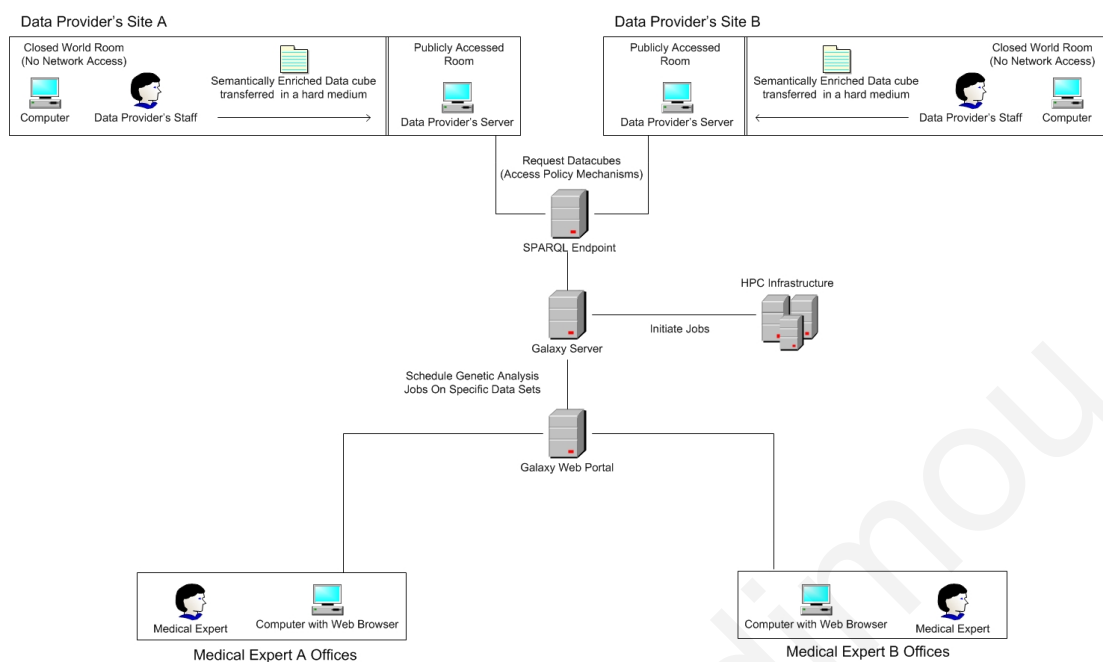 Data Provider's Site A
Data Provider's Site B
Closed World Room
(No Network Access)
Semantically Enriched Data cube
transferred in a hard medium
Computer
Data Provider's Staff
Publicly Accessed
Room
Data Provider's Server
Publicly Accessed
Room
Data Provider's Server
Semantically Enriched Data cube
transferred in a hard medium
Closed World Room
(No Network Access)
Data Provider's Staff
Computer
Request Datacubes
(Access Policy Mechanisms)
SPARQL Endpoint
HPC Infrastructure
Initiate Jobs
Galaxy Server
Schedule Genetic Analysis
Jobs On Specific Data Sets
Galaxy Web Portal
Medical Expert
Computer with Web Browser
Medical Expert A Offices
Computer with Web Browser
Medical Expert
Medical Expert B Offices